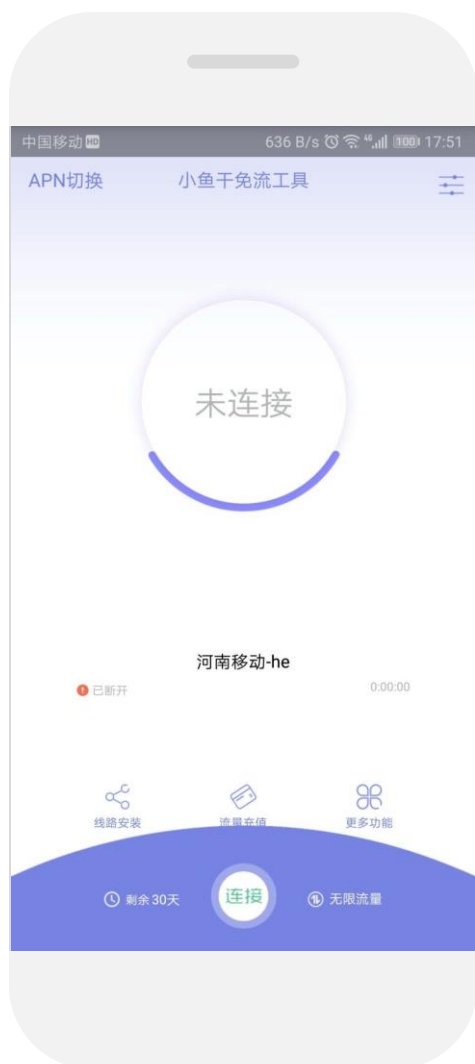 中国移动 HD 636 B/s 4G 100 17:51
APN切换 小鱼干免流工具
未连接
河南移动-he
已断开 0:00:00
线路安装 流量充值 更多功能
剩余30天 连接 无限流量